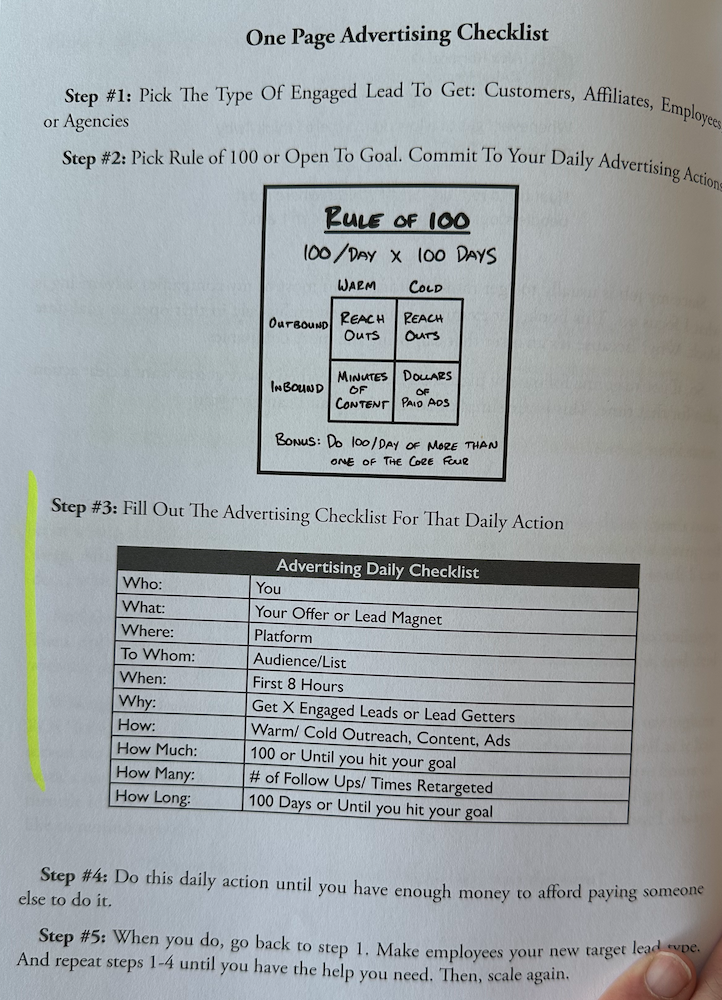 One Page Advertising Checklist
Step #1: Pick The Type Of Engaged Lead To Get: Customers, Affiliates, Employees
or Agencies
Step #2: Pick Rule of 100 or Open To Goal. Commit To Your Daily Advertising Actions
RULE OF 100
100/DAY X 100 DAYS
WARM COLD
OUTBOUND REACH OUTS REACH OUTS
INBOUND MINUTES OF CONTENT DOLLARS OF PAID ADS
BONUS: DO 100/DAY OF MORE THAN
ONE OF THE CORE FOUR
Step #3: Fill Out The Advertising Checklist For That Daily Action
Advertising Daily Checklist
Who: You
What: Your Offer or Lead Magnet
Where: Platform
To Whom: Audience/List
When: First 8 Hours
Why: Get X Engaged Leads or Lead Getters
How: Warm/ Cold Outreach, Content, Ads
How Much: 100 or Until you hit your goal
How Many: # of Follow Ups/ Times Retargeted
How Long: 100 Days or Until you hit your goal
Step #4: Do this daily action until you have enough money to afford paying someone
else to do it.
Step #5: When you do, go back to step 1. Make employees your new target lead type.
And repeat steps 1-4 until you have the help you need. Then, scale again.